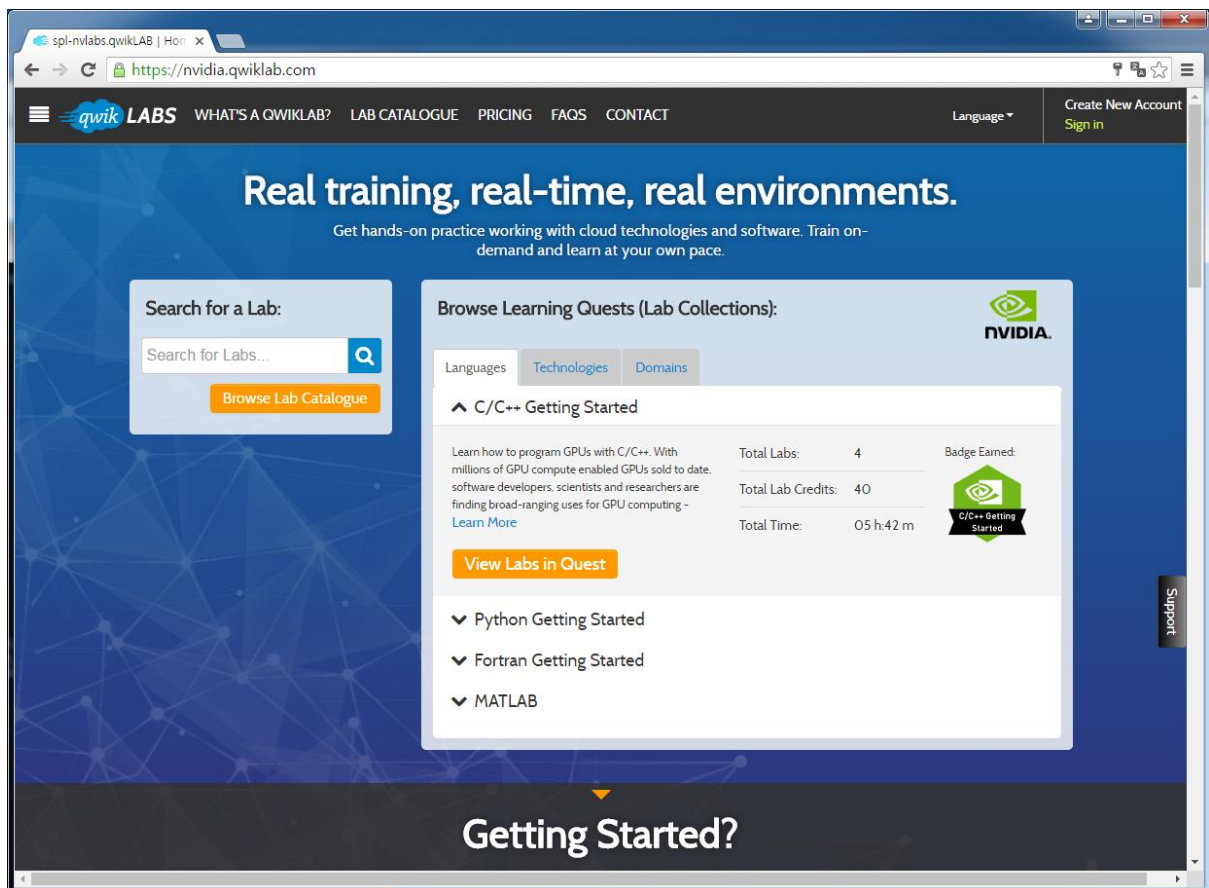 spl-nvlabs.qwikLAB | Hom
https://nvidia.qwiklab.com
qwik LABS WHAT'S A QWIKLAB? LAB CATALOGUE PRICING FAQS CONTACT Language
Create New Account
Sign in
Real training, real-time, real environments.
Get hands-on practice working with cloud technologies and software. Train on-
demand and learn at your own pace.
Search for a Lab:
Search for Labs...
Browse Lab Catalogue
Browse Learning Quests (Lab Collections):
NVIDIA.
Languages Technologies Domains
C/C++ Getting Started
Learn how to program GPUs with C/C++. With
millions of GPU compute enabled GPUs sold to date,
software developers, scientists and researchers are
finding broad-ranging uses for GPU computing -
Learn More
View Labs in Quest
Total Labs: 4
Total Lab Credits: 40
Total Time: 05 h:42 m
Badge Earned:
C/C++ Getting
Started
Python Getting Started
Fortran Getting Started
MATLAB
Support
Getting Started?